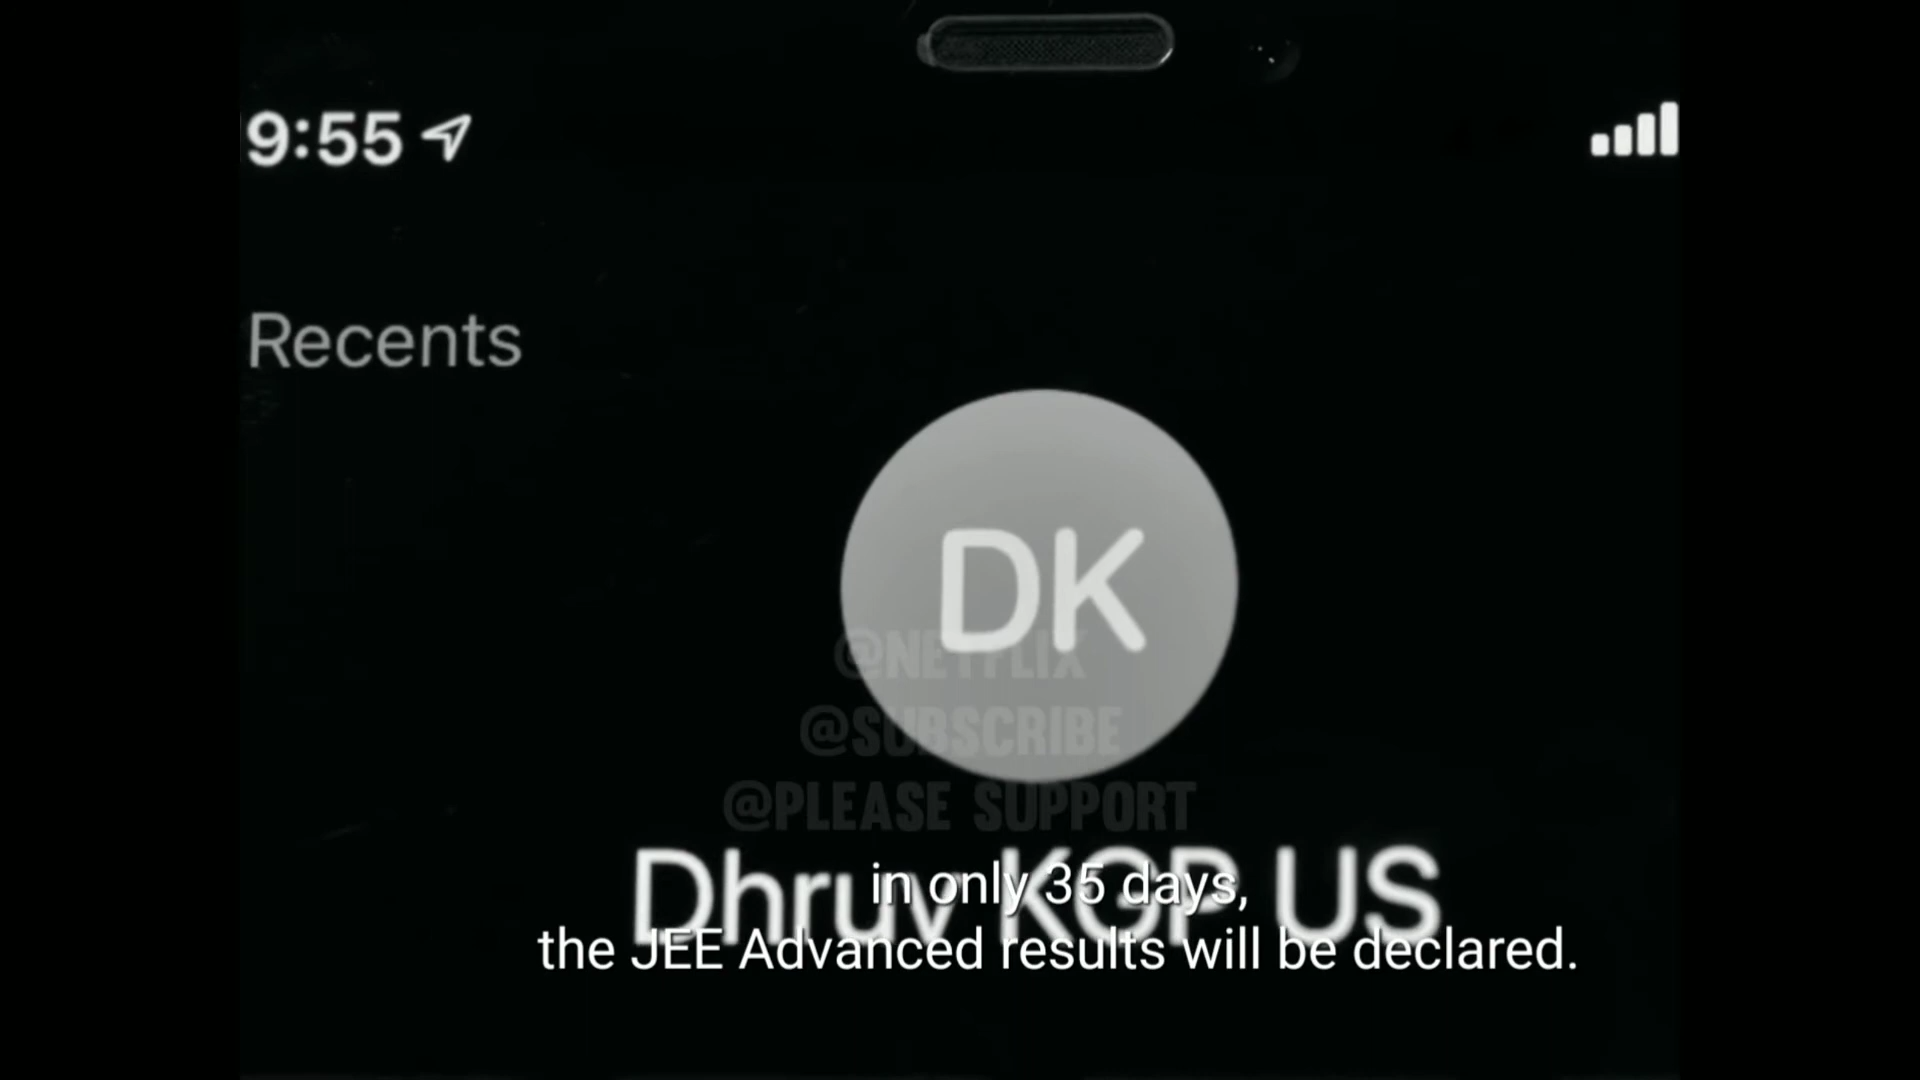 9:55
Recents
DK
@NETFLIX
@SUBSCRIBE
@PLEASE SUPPORT
Dhruv KGP US
in only 35 days,
the JEE Advanced results will be declared.